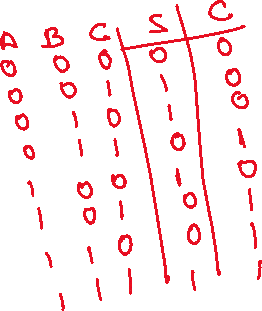 A B C S C
0 0 0 0 0
0 0 1 1 0
0 1 0 1 0
0 1 1 0 1
1 0 0 1 0
1 0 1 0 1
1 1 0 0 1
1 1 1 1 1